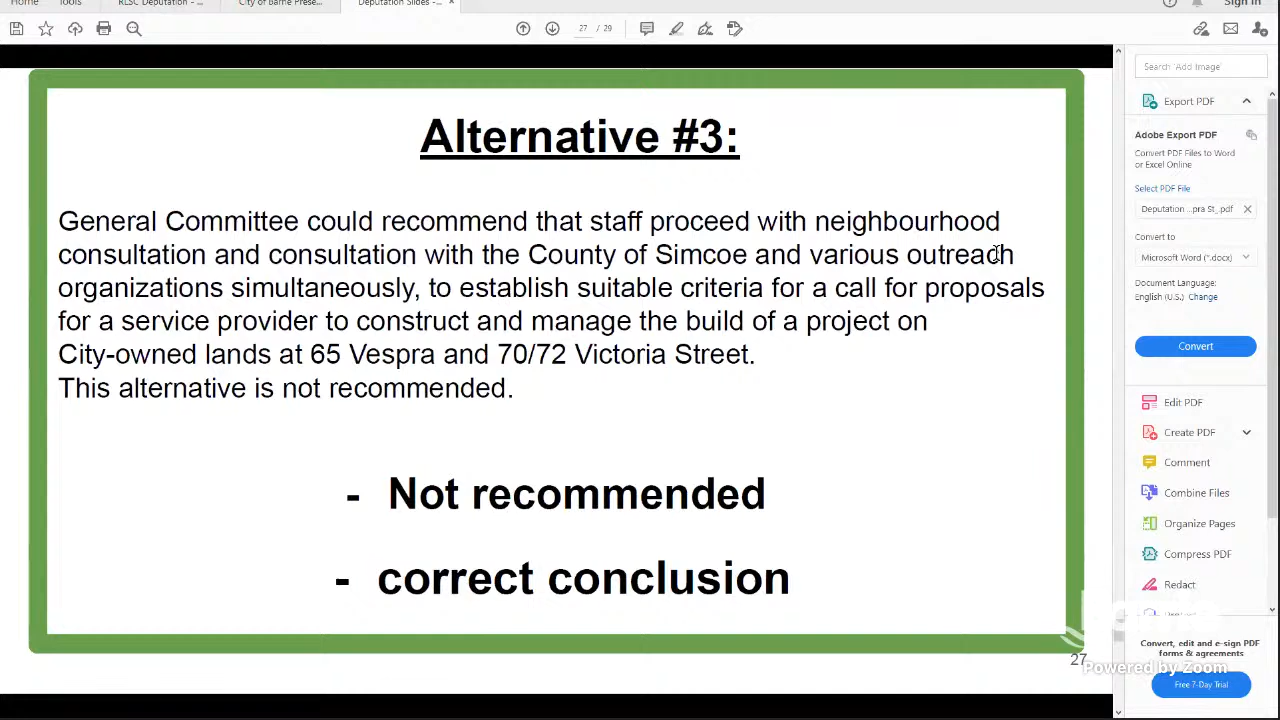 Home
Tools
RLSC Deputation - ...
City of Barrie Prese...
Deputation Slides -...
Sign In
27 / 29
Search 'Add Image'
Export PDF
Alternative #3:
Adobe Export PDF
Convert PDF Files to Word
or Excel Online
Select PDF File
Deputation ...pra St_.pdf
Convert to
Microsoft Word (*.docx)
Document Language:
English (U.S.) Change
Convert
General Committee could recommend that staff proceed with neighbourhood
consultation and consultation with the County of Simcoe and various outreach
organizations simultaneously, to establish suitable criteria for a call for proposals
for a service provider to construct and manage the build of a project on
City-owned lands at 65 Vespra and 70/72 Victoria Street.
This alternative is not recommended.
- Not recommended
- correct conclusion
Edit PDF
Create PDF
Comment
Combine Files
Organize Pages
Compress PDF
Redact
27
Powered by Zoom
Convert, edit and e-sign PDF
forms & agreements
Free 7-Day Trial